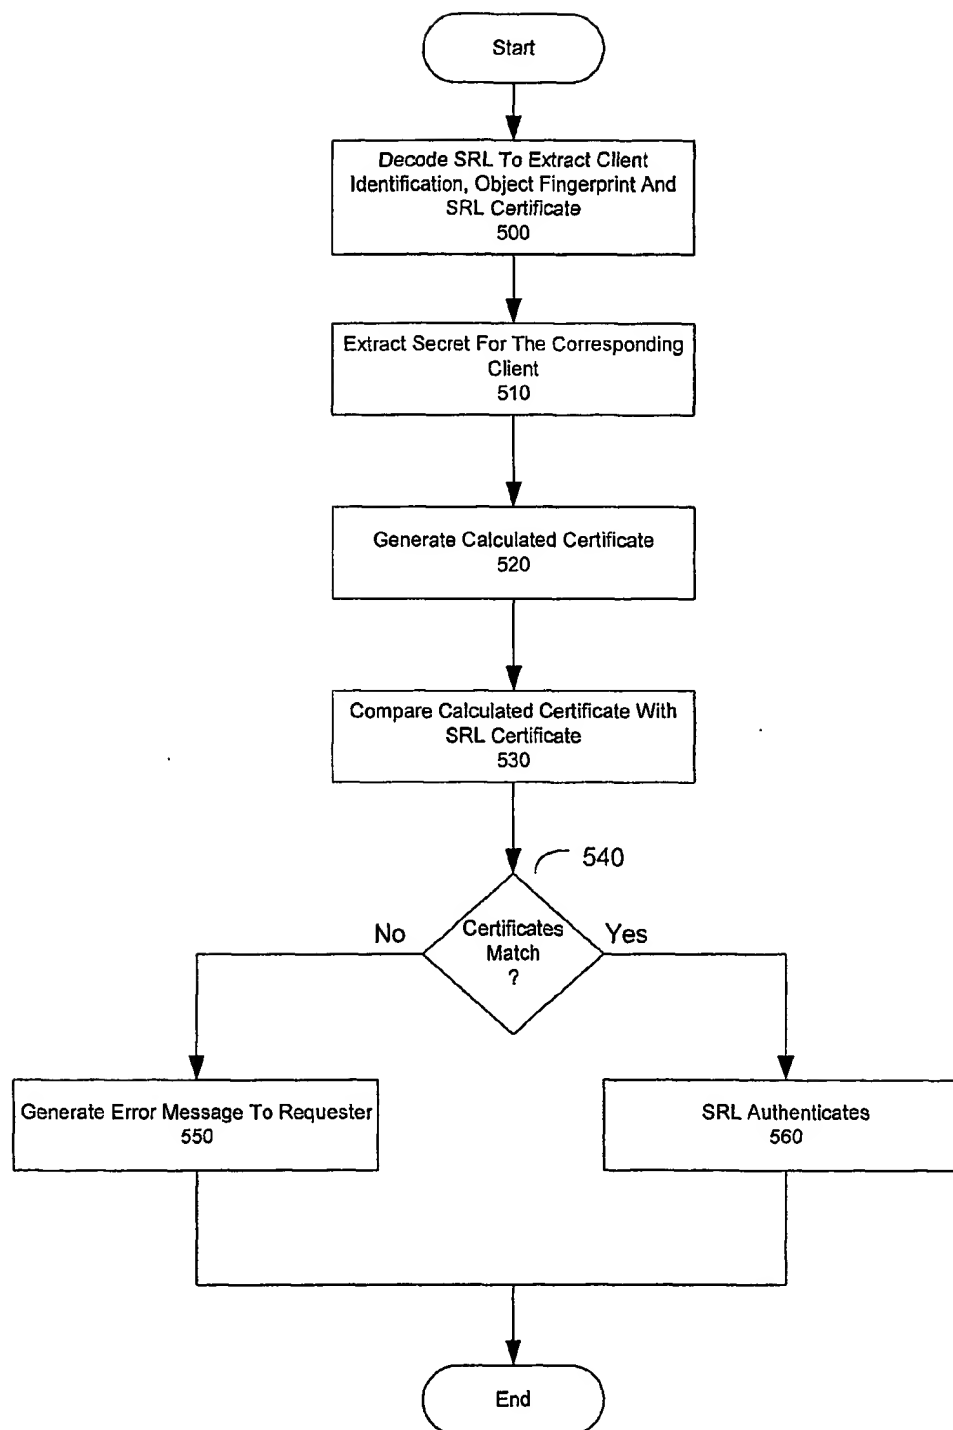 Start
Decode SRL To Extract Client
Identification, Object Fingerprint And
SRL Certificate
500
Extract Secret For The Corresponding
Client
510
Generate Calculated Certificate
520
Compare Calculated Certificate With
SRL Certificate
530
540
Certificates
Match
?
No
Yes
Generate Error Message To Requester
550
SRL Authenticates
560
End